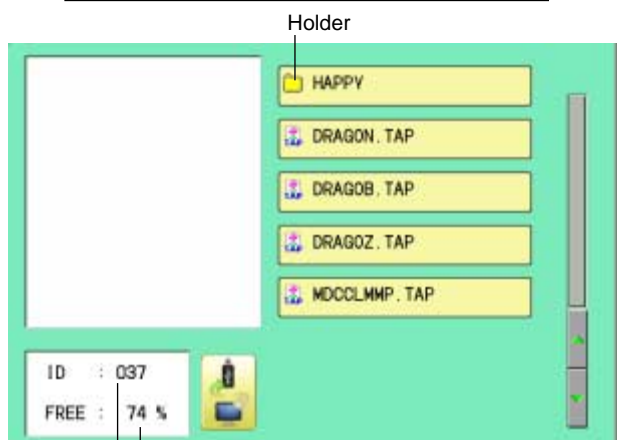 Holder
HAPPY
DRAGON.TAP
DRAGOB.TAP
DRAGOZ.TAP
MDCCLMMP.TAP
ID : 037
FREE : 74 %